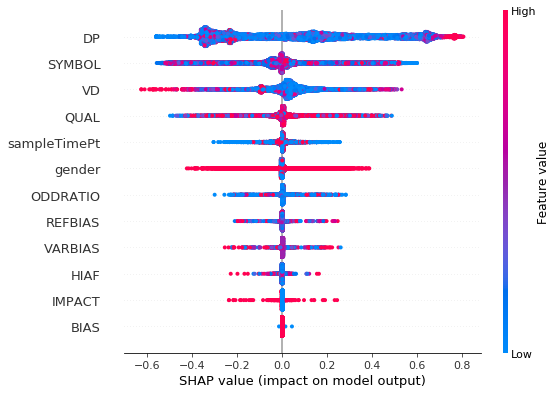 High
DP
SYMBOL
VD
QUAL
sampleTimePt
gender
ODDRATIO
REFBIAS
VARBIAS
HIAF
IMPACT
BIAS
Feature value
Low
−0.6 −0.4 −0.2 0.0 0.2 0.4 0.6 0.8
SHAP value (impact on model output)